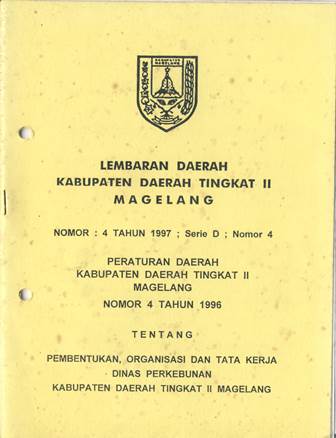 KABUPATEN
MAGELANG
LEMBARAN DAERAH
KABUPATEN DAERAH TINGKAT II
MAGELANG
NOMOR : 4 TAHUN 1997 ; Serie D ; Nomor 4
PERATURAN DAERAH
KABUPATEN DAERAH TINGKAT II
MAGELANG
NOMOR 4 TAHUN 1996
TENTANG
PEMBENTUKAN, ORGANISASI DAN TATA KERJA
DINAS PERKEBUNAN
KABUPATEN DAERAH TINGKAT II MAGELANG